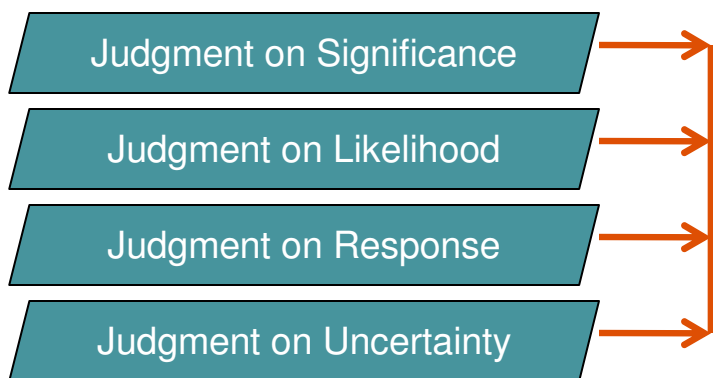 Judgment on Significance
Judgment on Likelihood
Judgment on Response
Judgment on Uncertainty